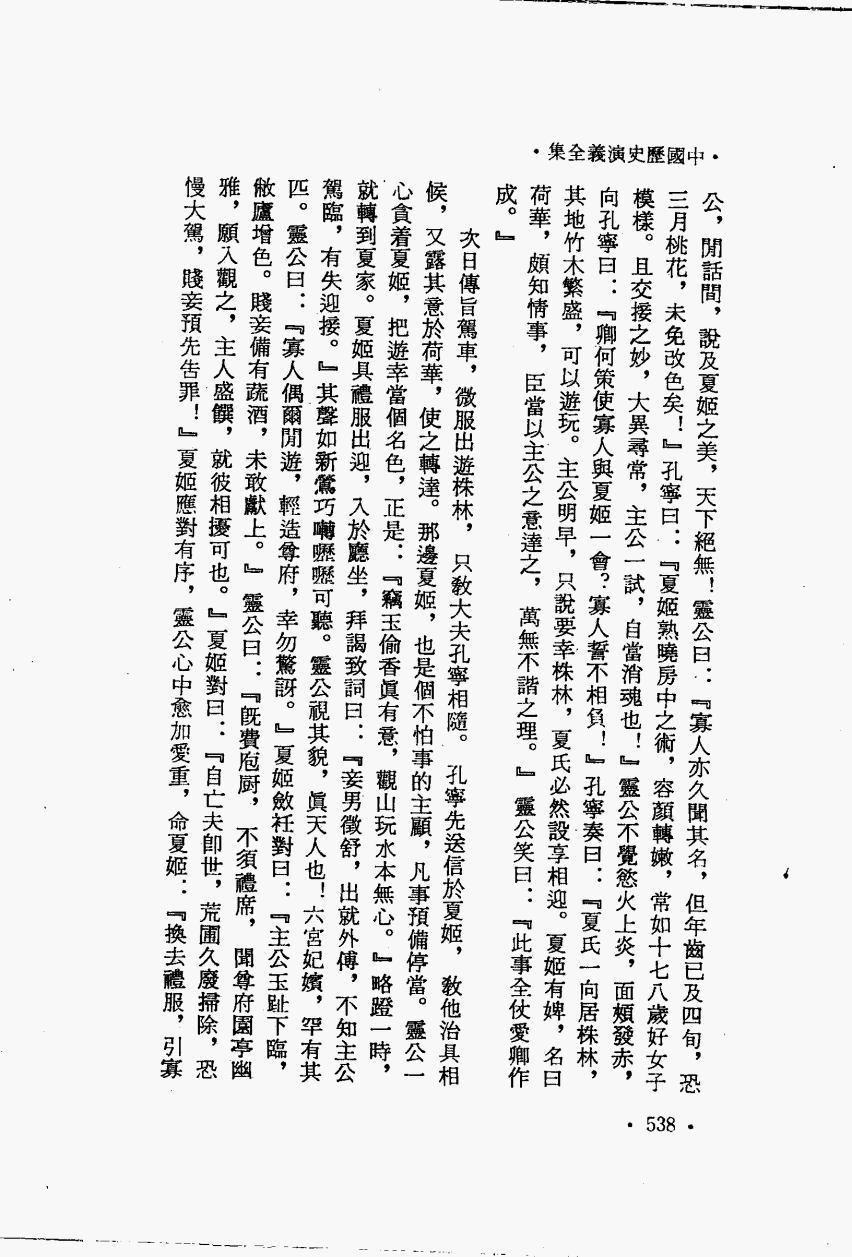 ・中國歷史演義全集・
公，閒話間，說及夏姬之美，天下絕無！靈公曰：『寡人亦久聞其名，但年齒已及四旬，恐
三月桃花，未免改色矣！』孔寧曰：『夏姬熟曉房中之術，容顏轉嫩，常如十七八歲好女子
模樣。且交接之妙，大異尋常，主公一試，自當消魂也！』靈公不覺慾火上炎，面頰發赤，
向孔寧曰：『卿何策使寡人與夏姬一會？寡人誓不相負！』孔寧奏曰：『夏氏一向居株林，
其地竹木繁盛，可以遊玩。主公明早，只說要幸株林，夏氏必然設享相迎。夏姬有婢，名曰
荷華，頗知情事，臣當以主公之意達之，萬無不諧之理。』靈公笑曰：『此事全仗愛卿作
成。』
次日傳旨駕車，微服出遊株林，只教大夫孔寧相隨。孔寧先送信於夏姬，教他治具相
候，又露其意於荷華，使之轉達。那邊夏姬，也是個不怕事的主顧，凡事預備停當。靈公一
心貪着夏姬，把遊幸當個名色，正是：『竊玉偷香眞有意，觀山玩水本無心。』略蹬一時，
就轉到夏家。夏姬具禮服出迎，入於廳坐，拜謁致詞曰：『妾男徵舒，出就外傅，不知主公
駕臨，有失迎接。』其聲如新鶯巧囀嚦嚦可聽。靈公視其貌，眞天人也！六宮妃嬪，罕有其
匹。靈公曰：『寡人偶爾閒遊，輕造尊府，幸勿驚訝。』夏姬斂衽對曰：『主公玉趾下臨，
敝廬增色。賤妾備有蔬酒，未敢獻上。』靈公曰：『旣費庖厨，不須禮席，聞尊府園亭幽
雅，願入觀之，主人盛饌，就彼相擾可也。』夏姬對曰：『自亡夫卽世，荒圃久廢掃除，恐
慢大駕，賤妾預先吿罪！』夏姬應對有序，靈公心中愈加愛重，命夏姬：『換去禮服，引寡
・538・